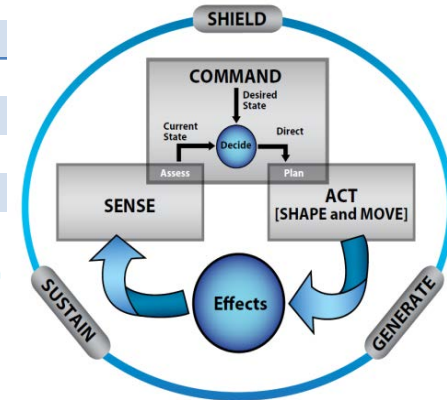 SHIELD
COMMAND
Desired
State
Current
State
Decide
Direct
Assess
Plan
SENSE
ACT
[SHAPE and MOVE]
Effects
SUSTAIN
GENERATE